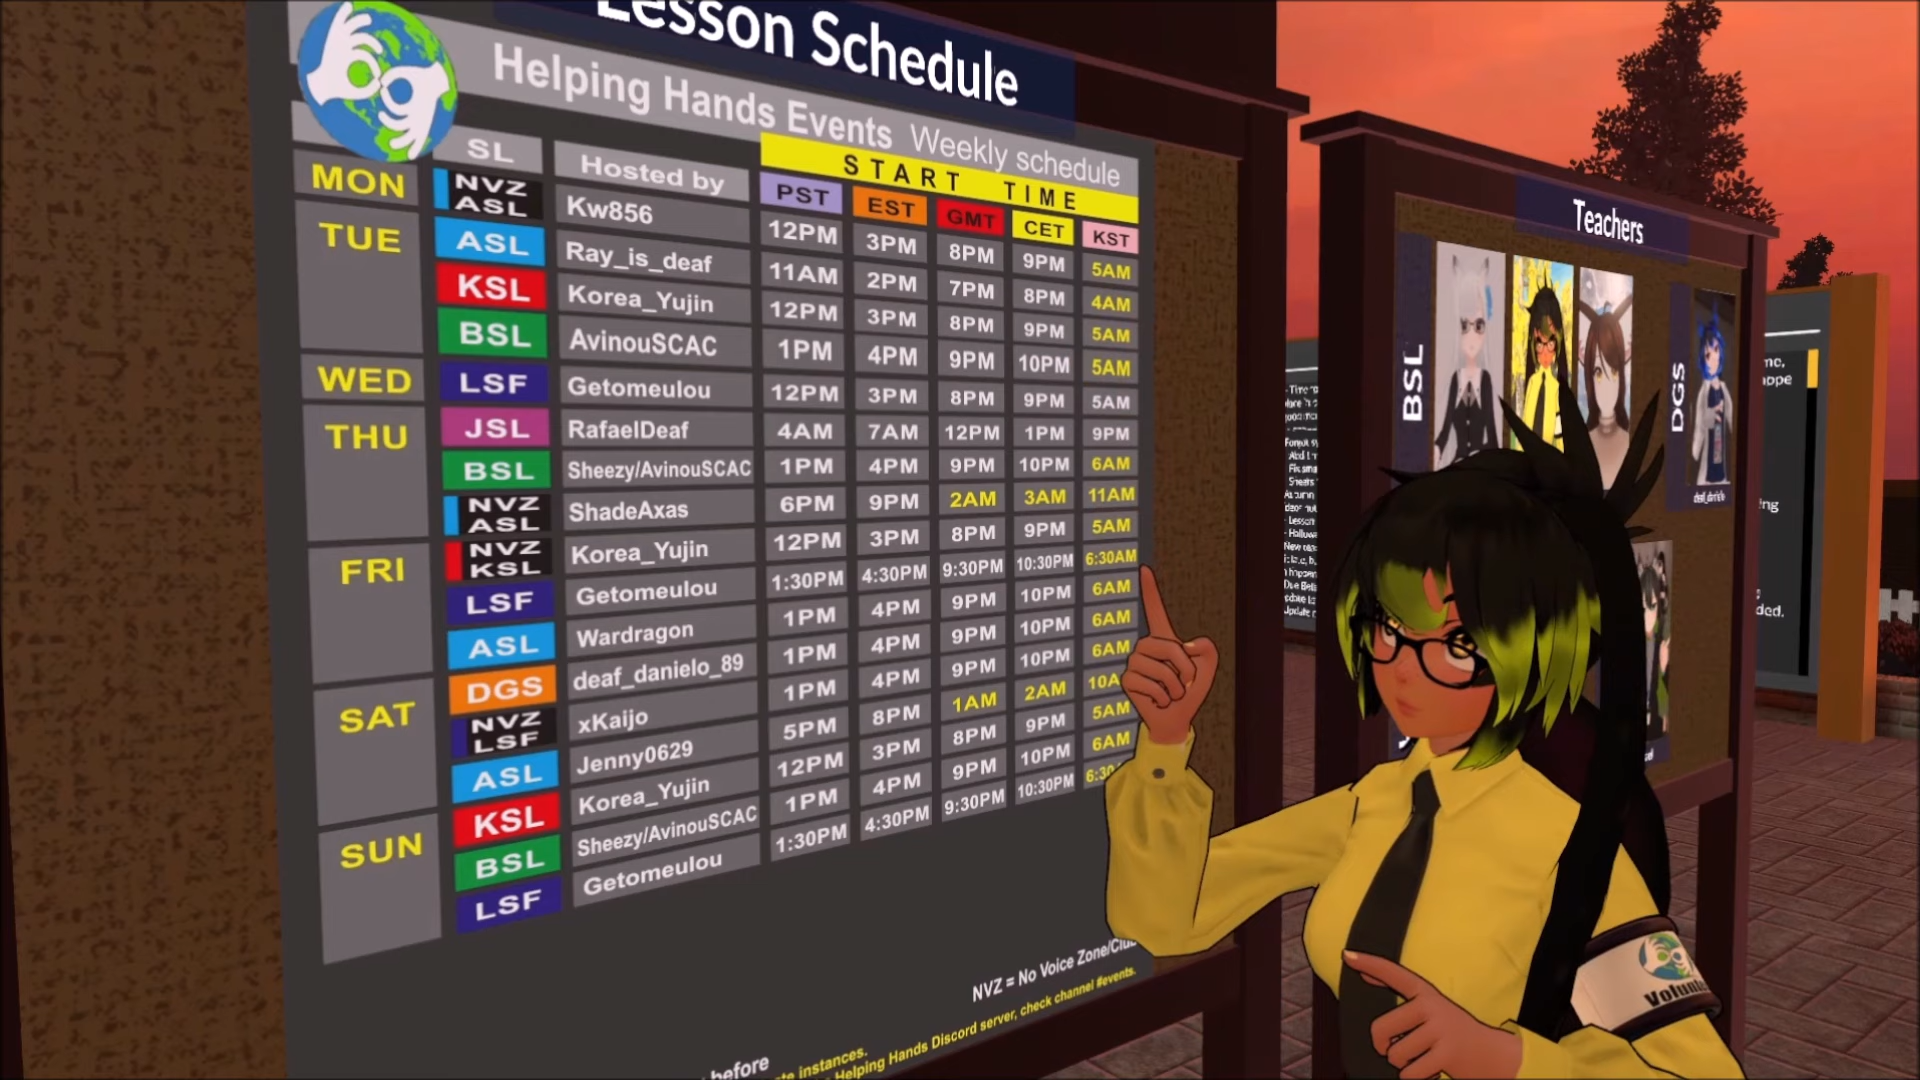 Lesson Schedule
Helping Hands Events Weekly schedule
START TIME
SL Hosted by PST EST GMT CET KST
MON NVZ ASL Kw856 12PM 3PM 8PM 9PM 5AM
TUE ASL Ray_is_deaf 11AM 2PM 7PM 8PM 4AM
KSL Korea_Yujin 12PM 3PM 8PM 9PM 5AM
BSL AvinouSCAC 1PM 4PM 9PM 10PM 5AM
WED LSF Getomeulou 12PM 3PM 8PM 9PM 5AM
THU JSL RafaelDeaf 4AM 7AM 12PM 1PM 9PM
BSL Sheezy/AvinouSCAC 1PM 4PM 9PM 10PM 6AM
NVZ ASL ShadeAxas 6PM 9PM 2AM 3AM 11AM
FRI NVZ KSL Korea_Yujin 12PM 3PM 8PM 9PM 5AM
LSF Getomeulou 1:30PM 4:30PM 9:30PM 10:30PM 6:30AM
ASL Wardragon 1PM 4PM 9PM 10PM 6AM
SAT DGS deaf_danielo_89 1PM 4PM 9PM 10PM 6AM
NVZ LSF xKaijo 1PM 4PM 9PM 10PM 6AM
ASL Jenny0629 5PM 8PM 1AM 2AM 10A
SUN KSL Korea_Yujin 12PM 3PM 8PM 9PM 5AM
BSL Sheezy/AvinouSCAC 1PM 4PM 9PM 10PM 6AM
LSF Getomeulou 1:30PM 4:30PM 9:30PM 10:30PM 6:30
NVZ = No Voice Zone/Club
before
instances.
Helping Hands Discord server, check channel #events.
Teachers
BSL
DGS